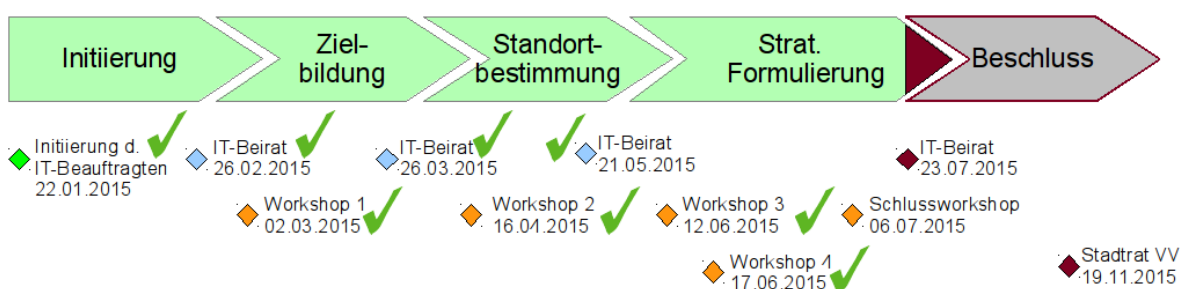 Initiierung
Ziel-
bildung
Standort-
bestimmung
Strat.
Formulierung
Beschluss
Initiierung d.
IT-Beauftragten
22.01.2015
IT-Beirat
26.02.2015
IT-Beirat
26.03.2015
IT-Beirat
21.05.2015
IT-Beirat
23.07.2015
Workshop 1
02.03.2015
Workshop 2
16.04.2015
Workshop 3
12.06.2015
Schlussworkshop
06.07.2015
Workshop 4
17.06.2015
Stadtrat VV
19.11.2015